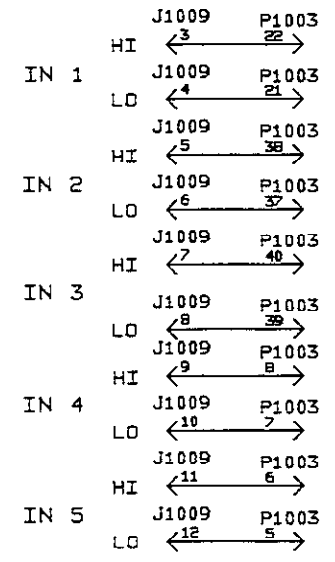 J1009 P1003
HI 3 22
IN 1
J1009 P1003
LO 4 21
J1009 P1003
HI 5 38
IN 2
J1009 P1003
LO 6 37
J1009 P1003
HI 7 40
IN 3
J1009 P1003
LO 8 39
J1009 P1003
HI 9 8
IN 4
J1009 P1003
LO 10 7
J1009 P1003
HI 11 6
IN 5
J1009 P1003
LO 12 5